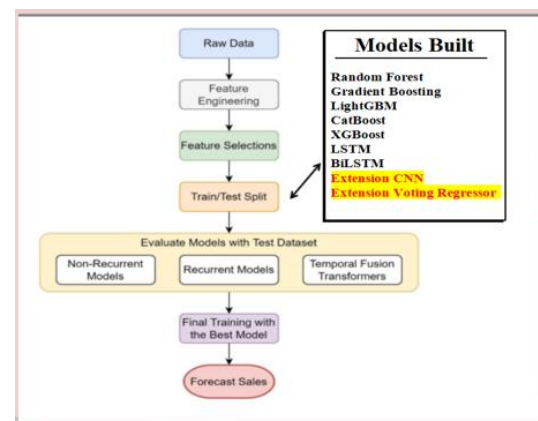 Raw Data
Feature
Engineering
Feature Selections
Train/Test Split
Models Built
Random Forest
Gradient Boosting
LightGBM
CatBoost
XGBoost
LSTM
BiLSTM
Extension CNN
Extension Voting Regressor
Evaluate Models with Test Dataset
Non-Recurrent
Models
Recurrent Models
Temporal Fusion
Transformers
Final Training with
the Best Model
Forecast Sales